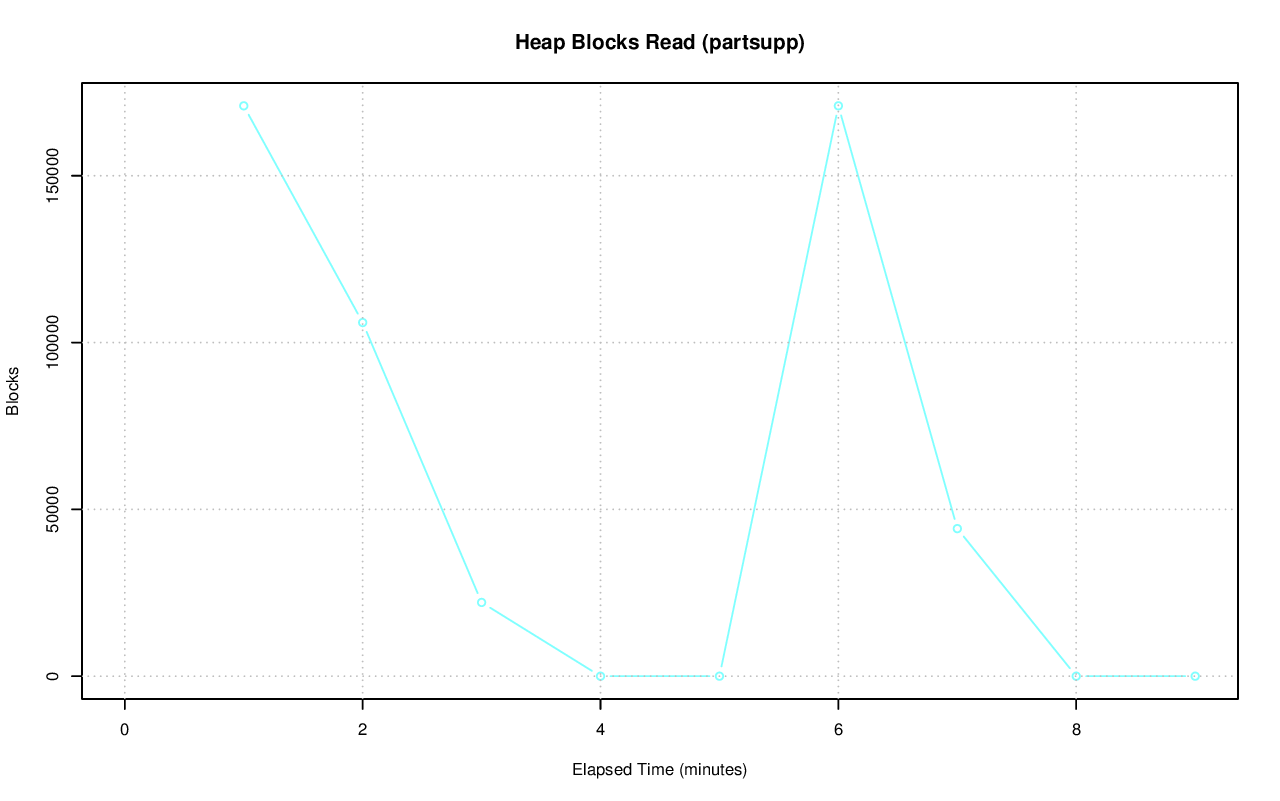 Heap Blocks Read (partsupp)
150000
100000
50000
0
Blocks
0 2 4 6 8
Elapsed Time (minutes)